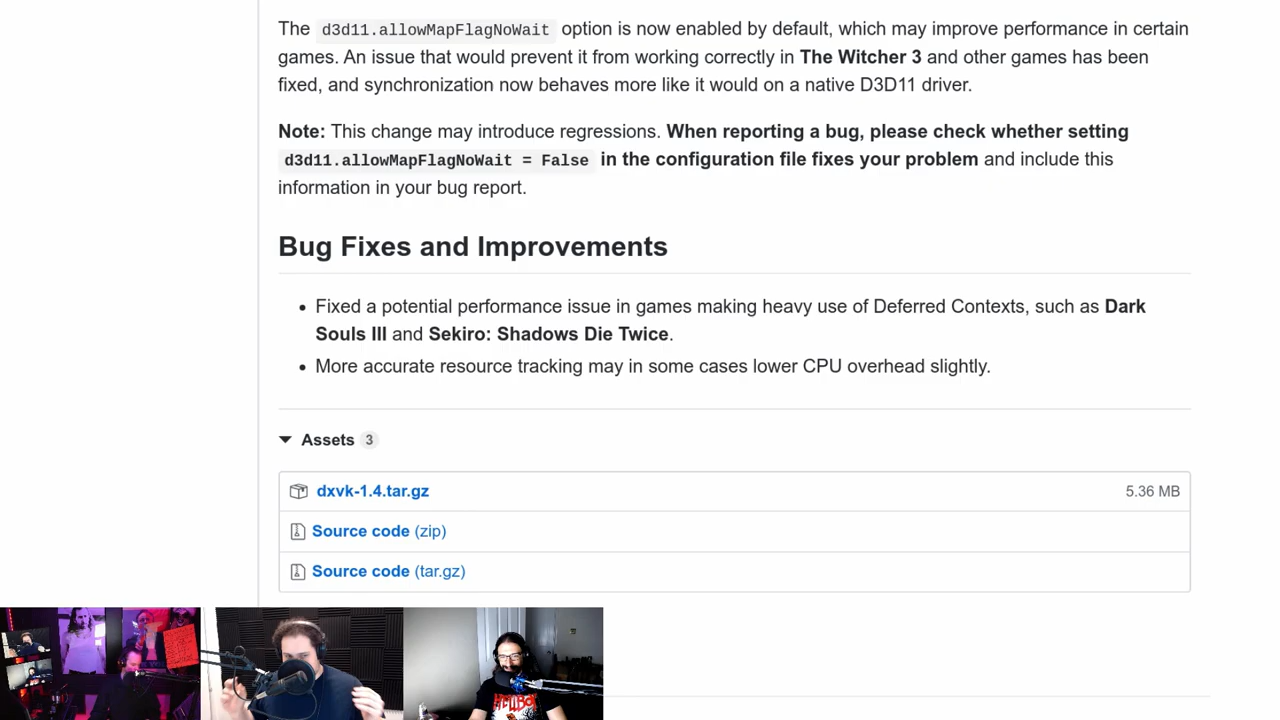 The d3d11.allowMapFlagNoWait option is now enabled by default, which may improve performance in certain
games. An issue that would prevent it from working correctly in The Witcher 3 and other games has been
fixed, and synchronization now behaves more like it would on a native D3D11 driver.
Note: This change may introduce regressions. When reporting a bug, please check whether setting
d3d11.allowMapFlagNoWait = False in the configuration file fixes your problem and include this
information in your bug report.
Bug Fixes and Improvements
• Fixed a potential performance issue in games making heavy use of Deferred Contexts, such as Dark
Souls III and Sekiro: Shadows Die Twice.
• More accurate resource tracking may in some cases lower CPU overhead slightly.
Assets 3
dxvk-1.4.tar.gz 5.36 MB
Source code (zip)
Source code (tar.gz)
HELLBOY